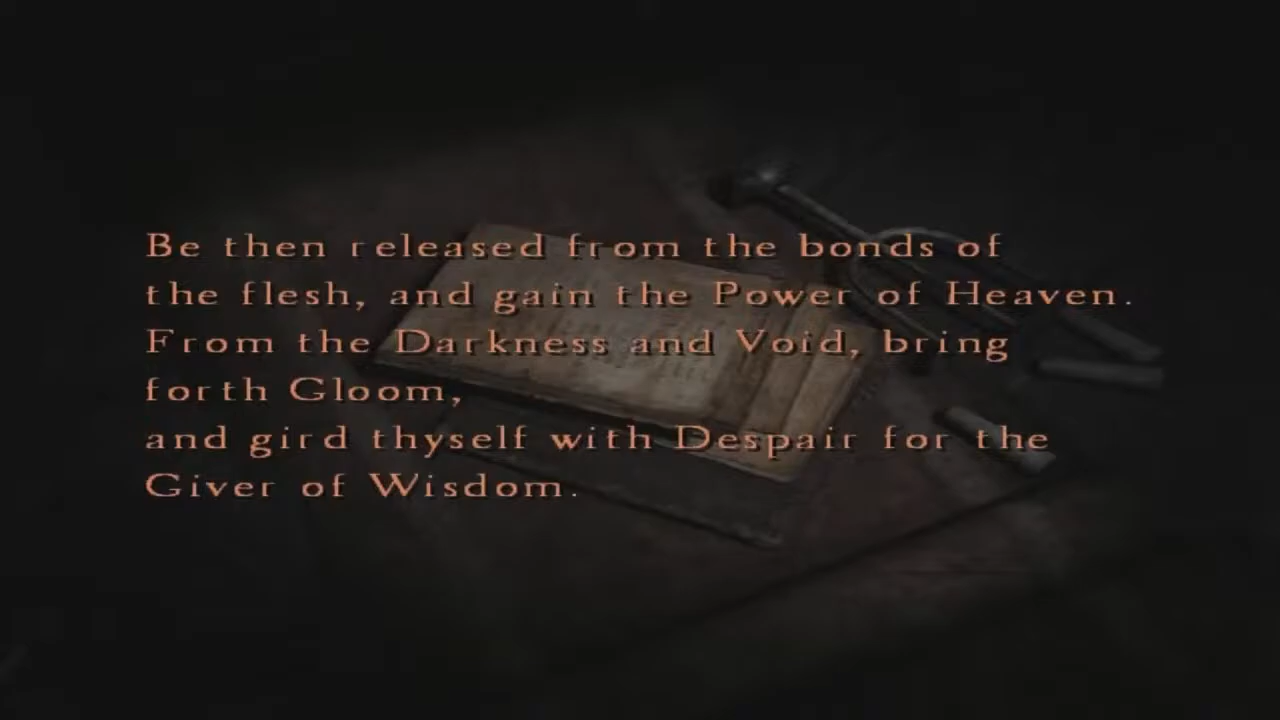 Be then released from the bonds of
the flesh, and gain the Power of Heaven.
From the Darkness and Void, bring
forth Gloom,
and gird thyself with Despair for the
Giver of Wisdom.